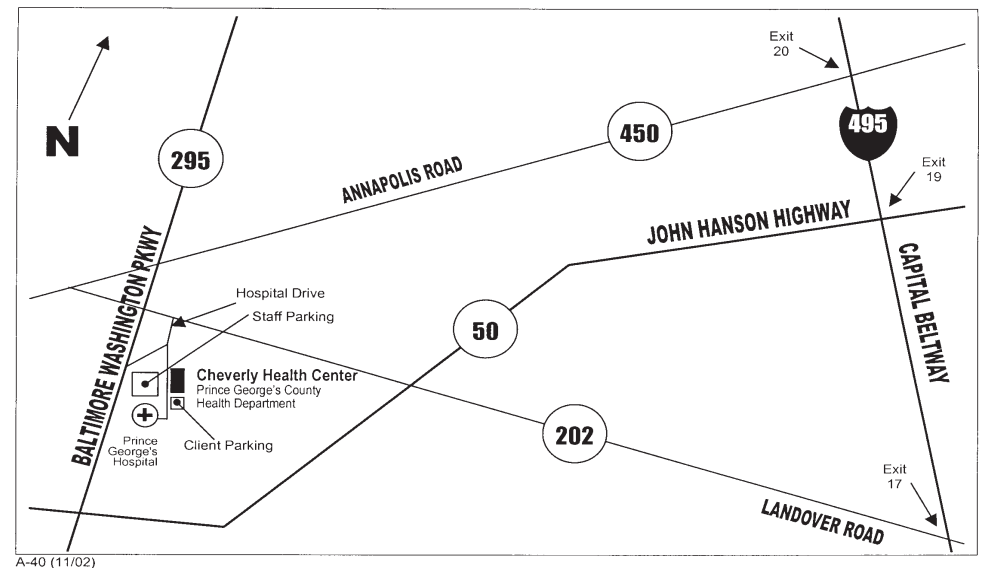 Exit
20
N
295
450
495
ANNAPOLIS ROAD
Exit
19
JOHN HANSON HIGHWAY
BALTIMORE WASHINGTON PKWY
CAPITAL BELTWAY
Hospital Drive
Staff Parking
50
Cheverly Health Center
Prince George's County
Health Department
Prince
George's
Hospital
Client Parking
202
Exit
17
LANDOVER ROAD
A-40 (11/02)